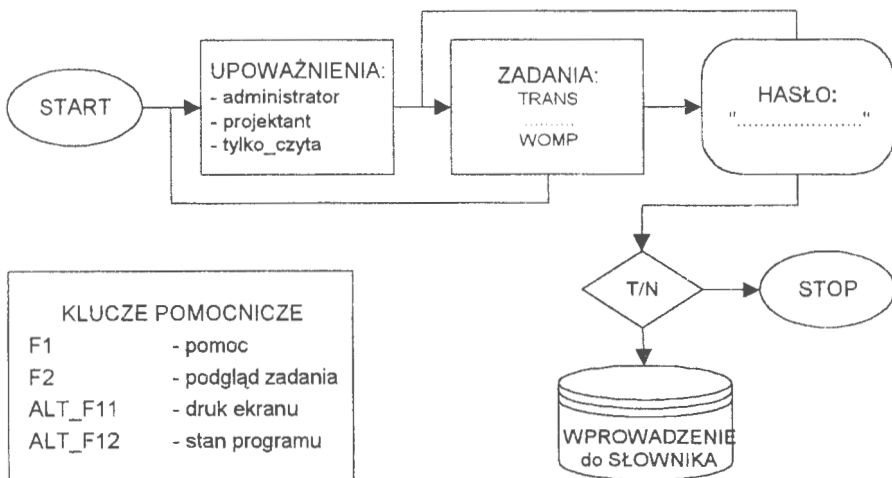 START
UPOWAŻNIENIA:
- administrator
- projektant
- tylko_czyta
ZADANIA:
TRANS
.........
WOMP
HASŁO:
"....................."
T/N
STOP
WPROWADZENIE
do SŁOWNIKA
KLUCZE POMOCNICZE
F1 - pomoc
F2 - podgląd zadania
ALT_F11 - druk ekranu
ALT_F12 - stan programu